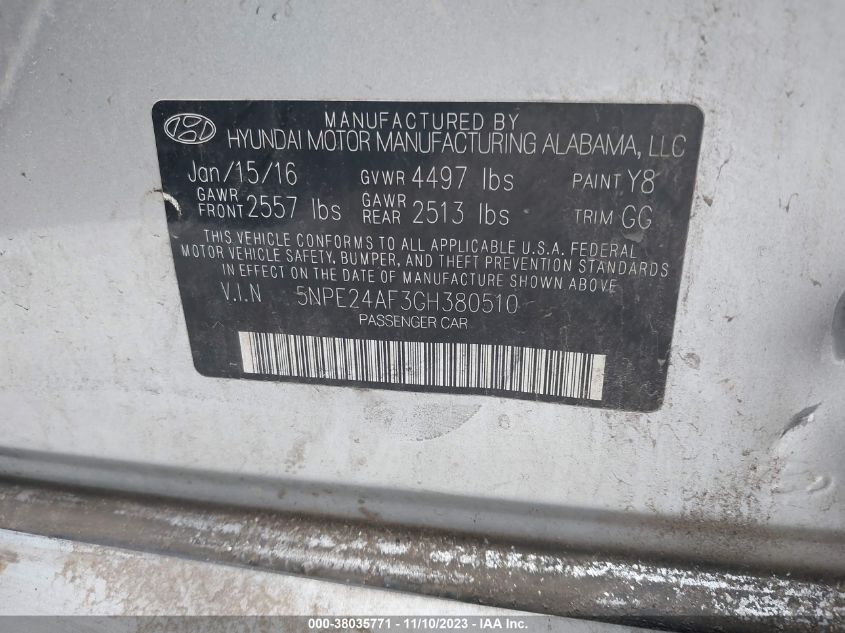 MANUFACTURED BY
HYUNDAI MOTOR MANUFACTURING ALABAMA, LLC
Jan/15/16 GVWR 4497 lbs PAINT Y8
GAWR FRONT 2557 lbs GAWR REAR 2513 lbs TRIM GG
THIS VEHICLE CONFORMS TO ALL APPLICABLE U.S.A. FEDERAL
MOTOR VEHICLE SAFETY, BUMPER, AND THEFT PREVENTION STANDARDS
IN EFFECT ON THE DATE OF MANUFACTURE SHOWN ABOVE.
V.I.N 5NPE24AF3GH380510
PASSENGER CAR
000-38035771 - 11/10/2023 - IAA Inc.